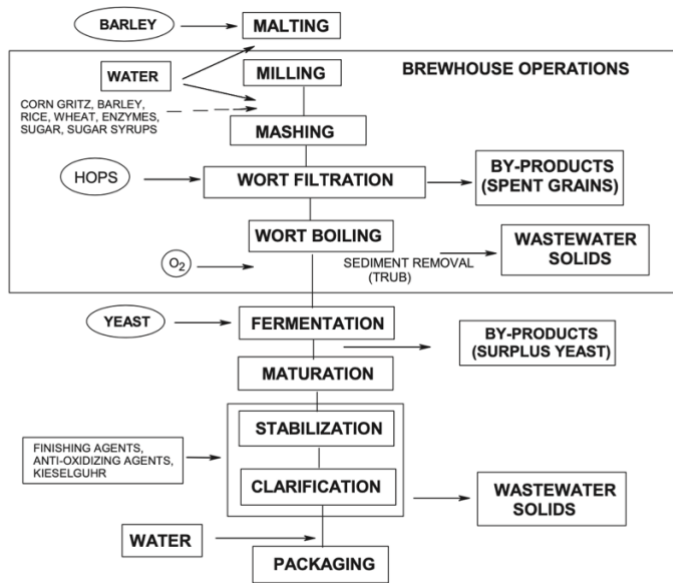 BARLEY
MALTING
BREWHOUSE OPERATIONS
WATER
MILLING
CORN GRITZ, BARLEY,
RICE, WHEAT, ENZYMES,
SUGAR, SUGAR SYRUPS
MASHING
HOPS
WORT FILTRATION
BY-PRODUCTS
(SPENT GRAINS)
WORT BOILING
O2
SEDIMENT REMOVAL
(TRUB)
WASTEWATER
SOLIDS
YEAST
FERMENTATION
BY-PRODUCTS
(SURPLUS YEAST)
MATURATION
STABILIZATION
FINISHING AGENTS,
ANTI-OXIDIZING AGENTS,
KIESELGUHR
CLARIFICATION
WASTEWATER
SOLIDS
WATER
PACKAGING